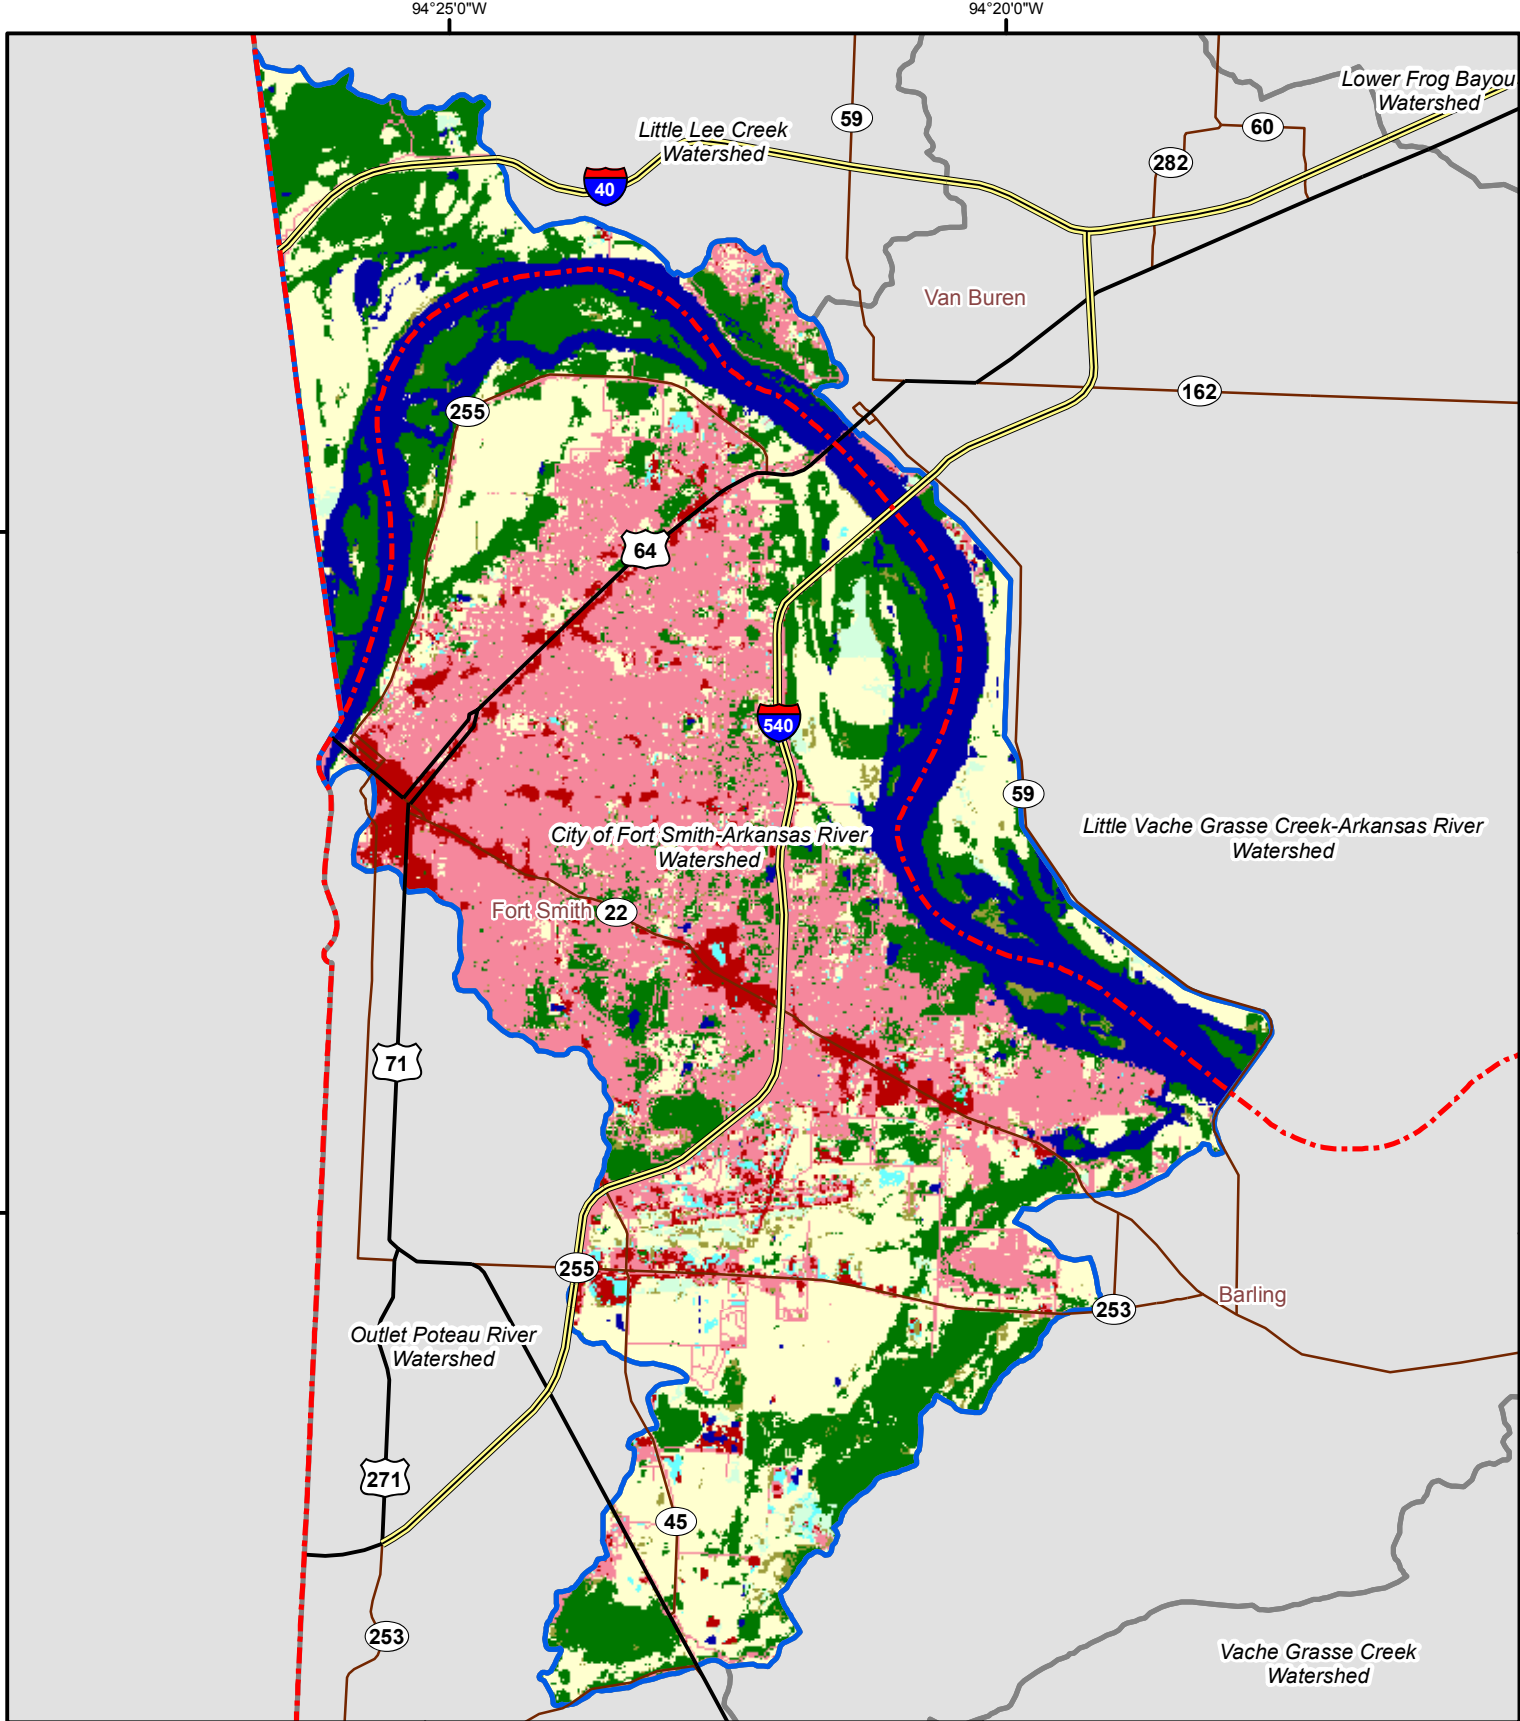 94°25'0"W
94°20'0"W
Lower Frog Bayou
Watershed
59
60
Little Lee Creek
Watershed
282
40
Van Buren
162
255
64
540
59
City of Fort Smith-Arkansas River
Watershed
Little Vache Grasse Creek-Arkansas River
Watershed
Fort Smith
22
71
255
Barling
253
Outlet Poteau River
Watershed
271
45
253
Vache Grasse Creek
Watershed